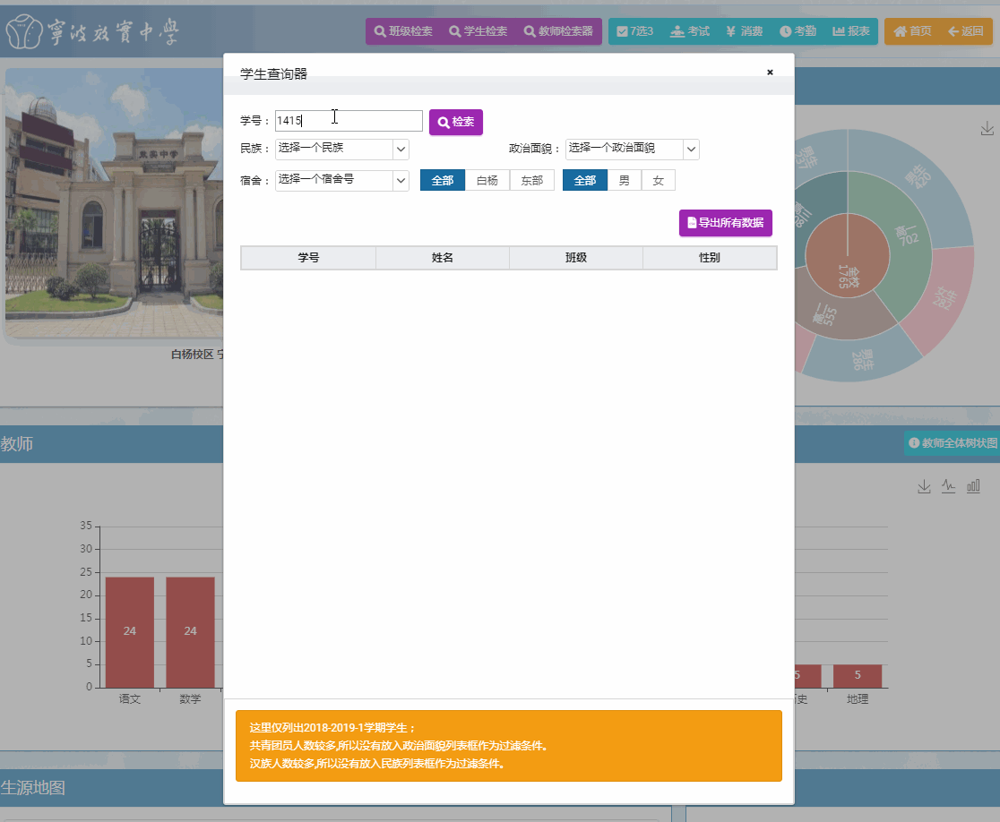 寧波效實中學
班级检索 学生检索 教师检索器 7选3 考试 消费 考勤 报表 首页 返回
学生查询器 ×
学号： 1415 检索
民族： 选择一个民族 政治面貌： 选择一个政治面貌
宿舍： 选择一个宿舍号 全部 白杨 东部 全部 男 女
导出所有数据
学号 姓名 班级 性别
男生
420
高一
702
女生
282
全校
1765
高二
555
男生
286
男生
白杨校区
教师
教师全体树状图
35
30
25
20
15
10
5
0
24 24 5 5
语文 数学 史 地理
这里仅列出2018-2019-1学期学生；
共青团员人数较多,所以没有放入政治面貌列表框作为过滤条件。
汉族人数较多,所以没有放入民族列表框作为过滤条件。
生源地图